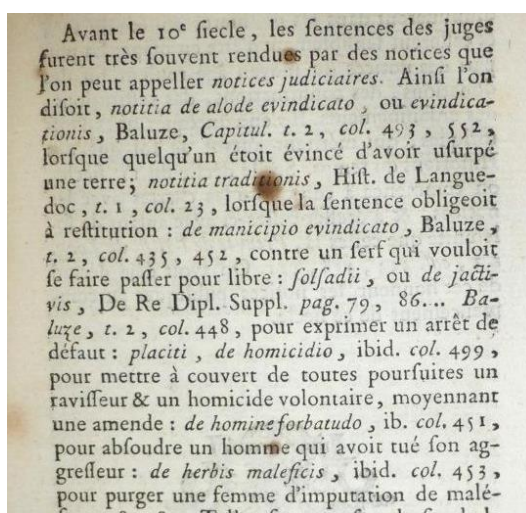 Avant le 10ᵉ ſiecle, les ſentences des juges
furent très ſouvent rendues par des notices que
l'on peut appeller notices judiciaires. Ainſi l'on
diſoit, notitia de alode evindicato, ou evindica-
tionis, Baluze, Capitul. t. 2, col. 493, 552,
lorſque quelqu'un étoit évincé d'avoir uſurpé
une terre; notitia traditionis, Hiſt. de Langue-
doc, t. 1, col. 23, lorſque la ſentence obligeoit
à reſtitution : de manicipio evindicato, Baluze,
t. 2, col. 435, 452, contre un ſerf qui vouloit
ſe faire paſſer pour libre : ſolſadii, ou de jacti-
vis, De Re Dipl. Suppl. pag. 79, 86... Ba-
luze, t. 2, col. 448, pour exprimer un arrêt de
défaut : placiti, de homicidio, ibid. col. 499,
pour mettre à couvert de toutes pourſuites un
raviſſeur & un homicide volontaire, moyennant
une amende : de homine forbatudo, ib. col. 451,
pour abſoudre un homme qui avoit tué ſon ag-
greſſeur : de herbis maleficis, ibid. col. 453,
pour purger une femme d'imputation de malé-